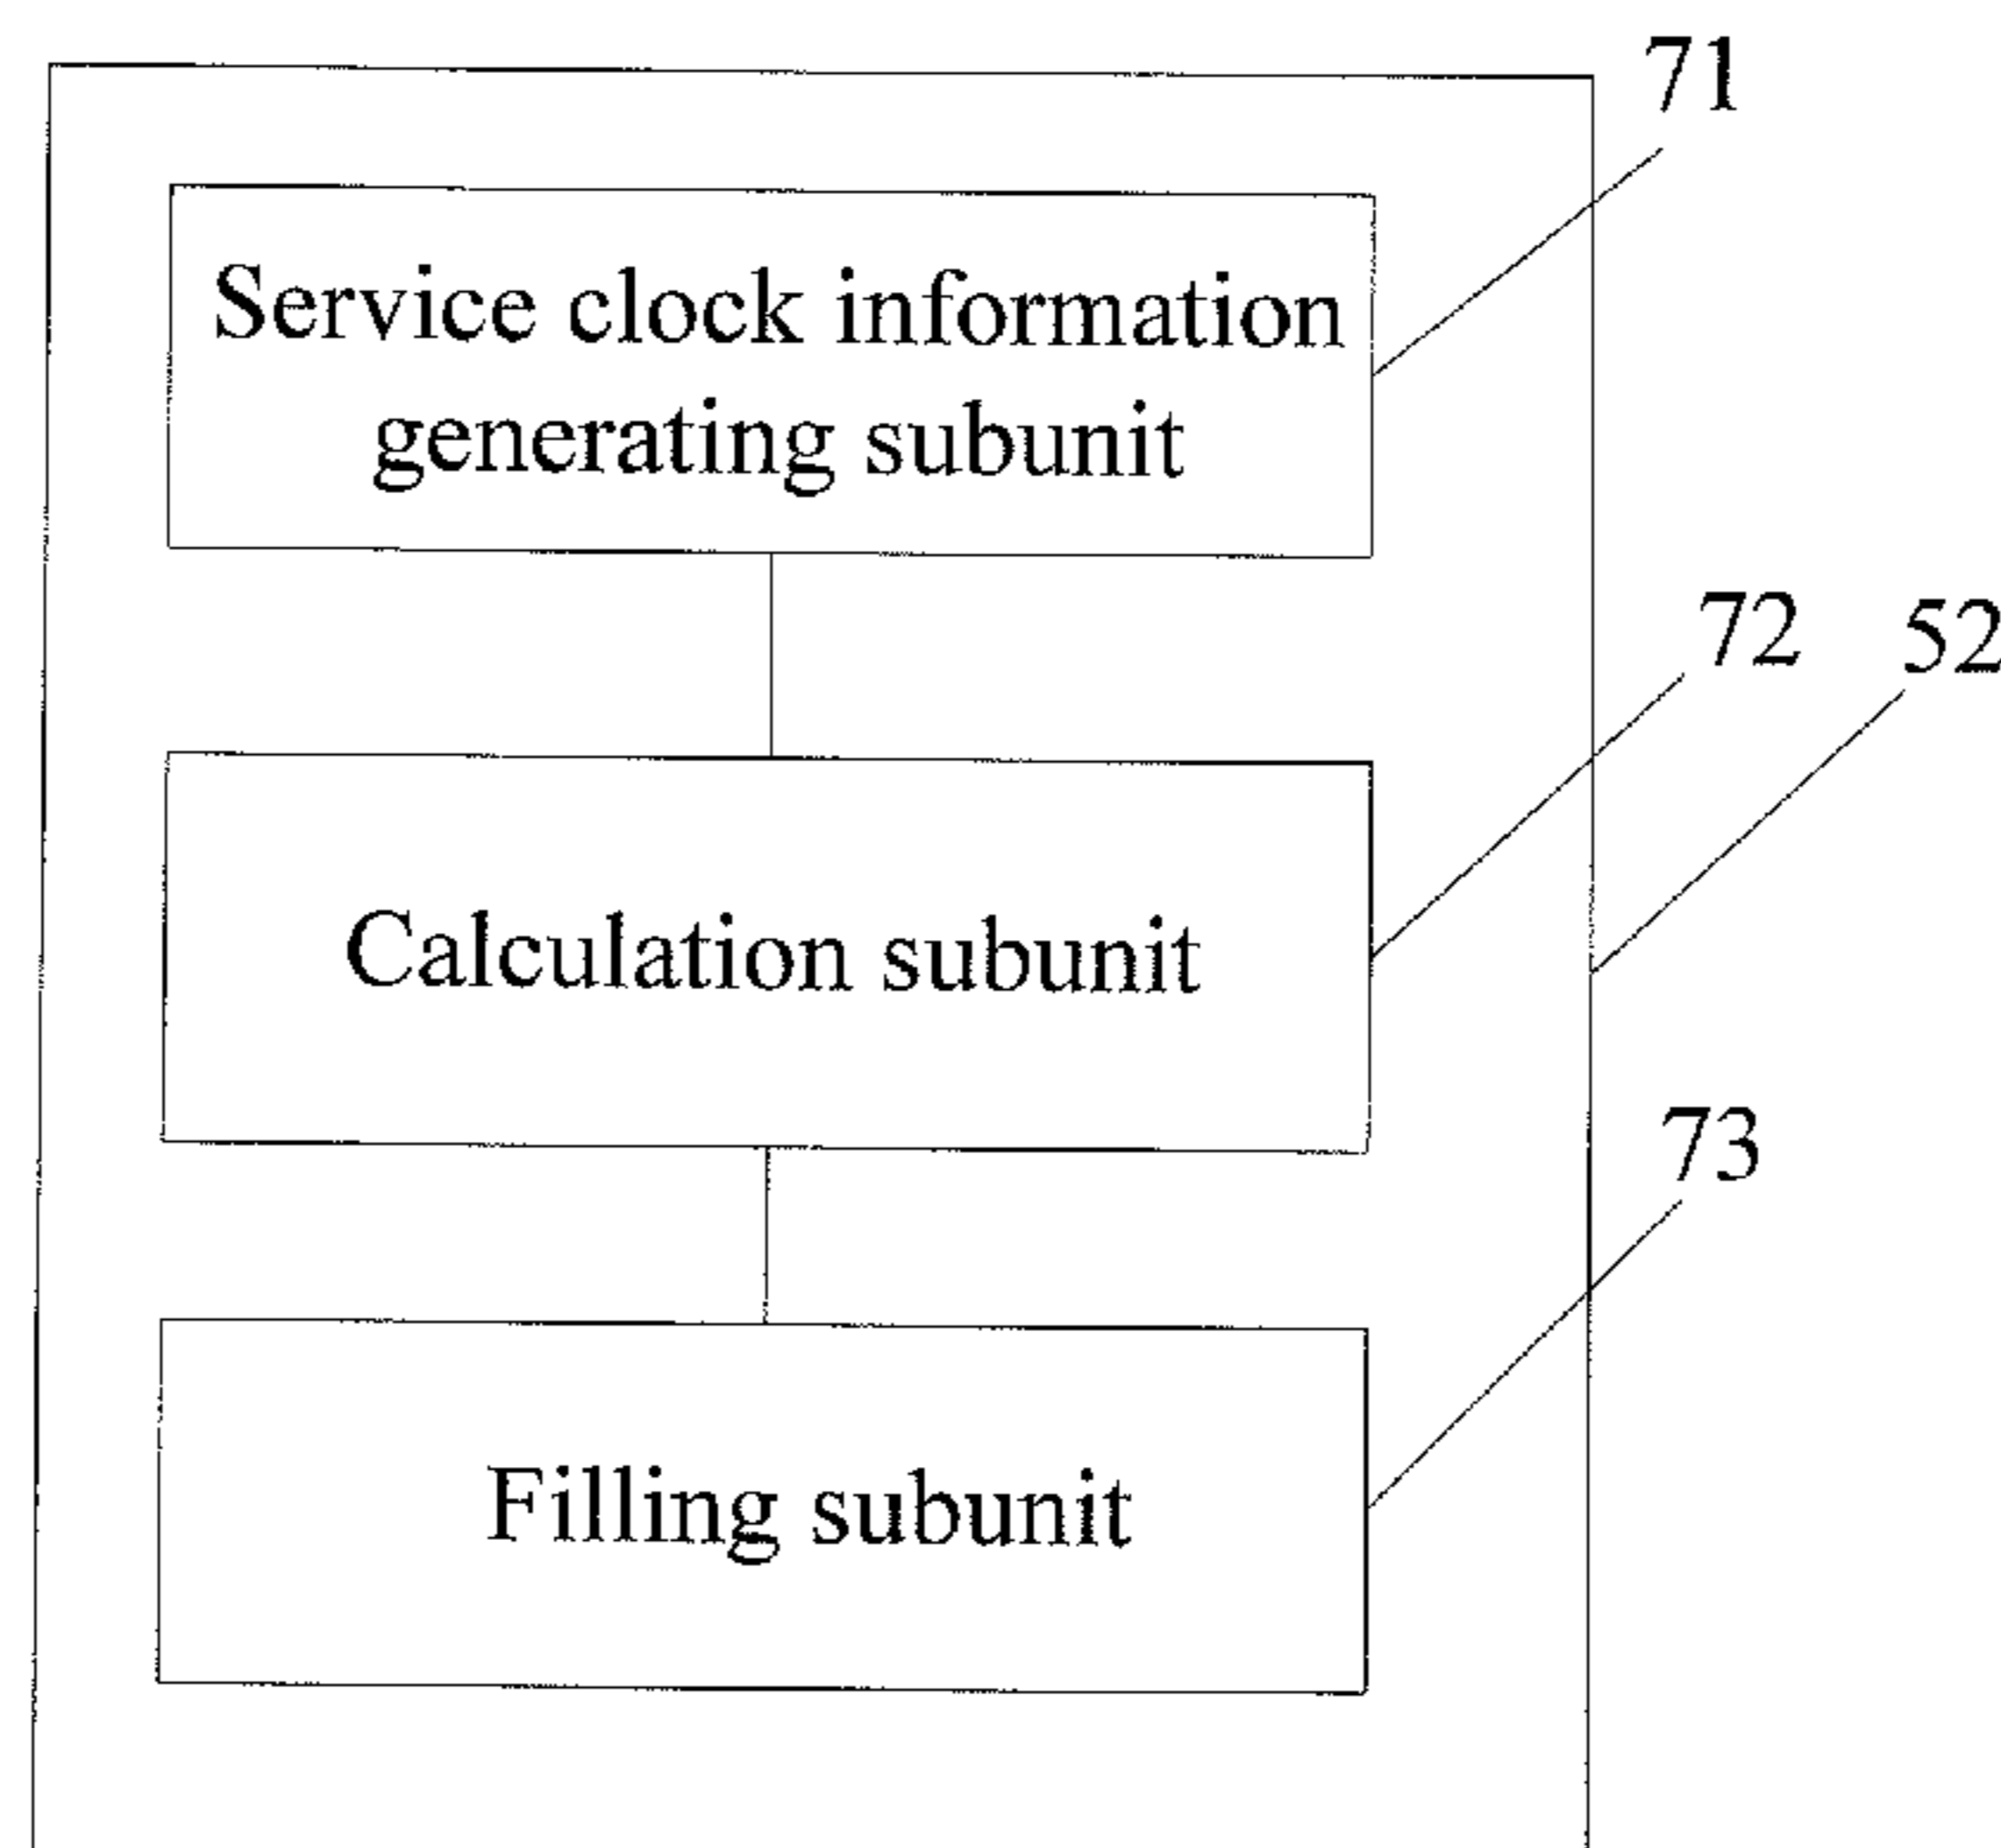 71
Service clock information
generating subunit
72
52
Calculation subunit
73
Filling subunit